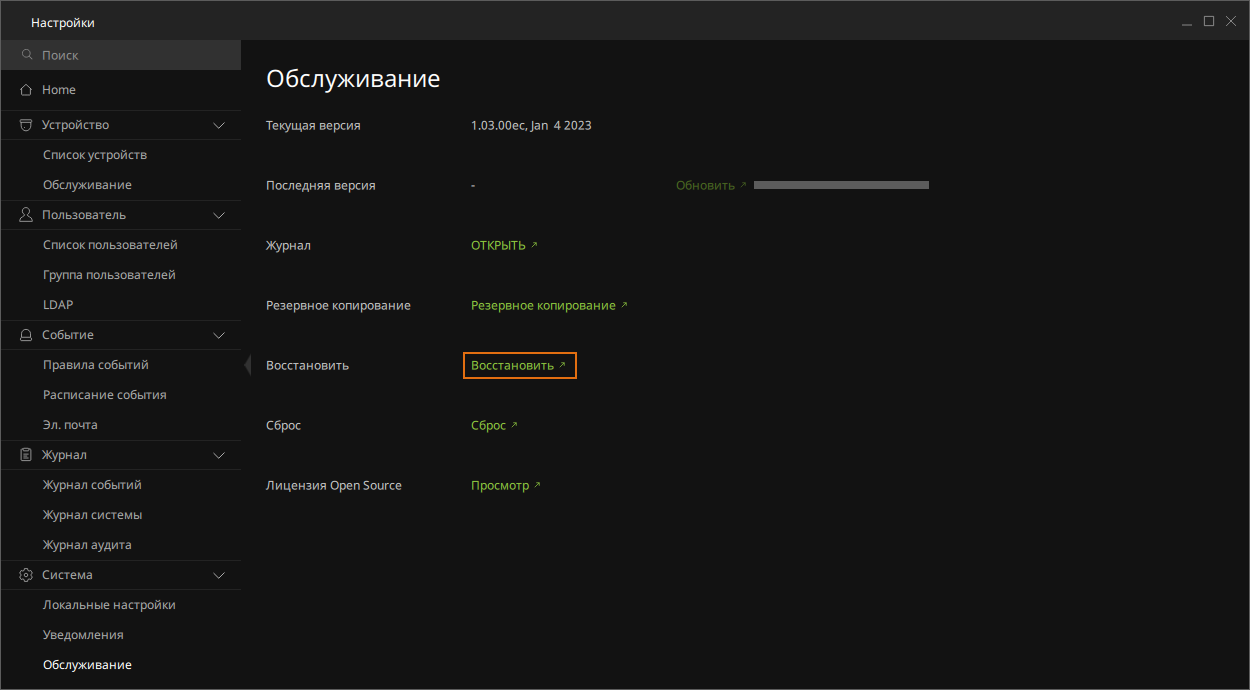 Настройки
Поиск
Home
Устройство
Список устройств
Обслуживание
Пользователь
Список пользователей
Группа пользователей
LDAP
Событие
Правила событий
Расписание события
Эл. почта
Журнал
Журнал событий
Журнал системы
Журнал аудита
Система
Локальные настройки
Уведомления
Обслуживание
Обслуживание
Текущая версия 1.03.00ec, Jan 4 2023
Последняя версия - Обновить
Журнал ОТКРЫТЬ
Резервное копирование Резервное копирование
Восстановить Восстановить
Сброс Сброс
Лицензия Open Source Просмотр